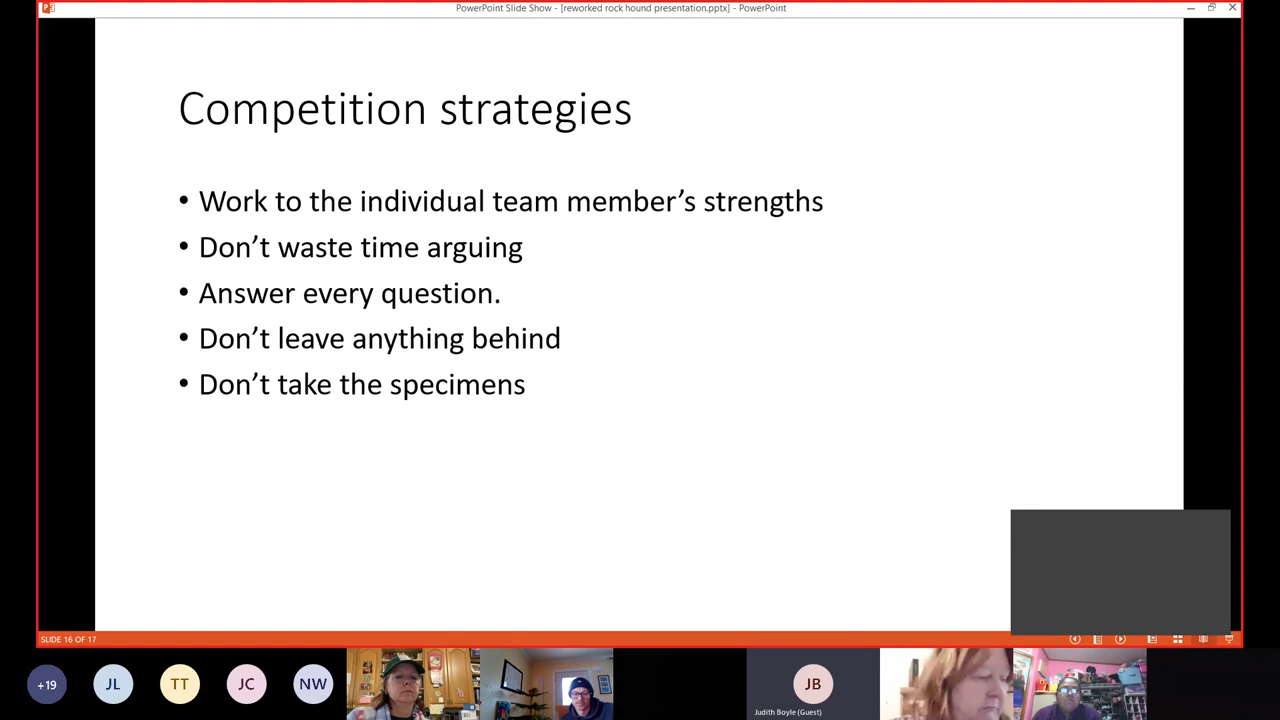 PowerPoint Slide Show - [reworked rock hound presentation.pptx] - PowerPoint
Competition strategies
• Work to the individual team member’s strengths
• Don’t waste time arguing
• Answer every question.
• Don’t leave anything behind
• Don’t take the specimens
SLIDE 16 OF 17
+19
JL
TT
JC
NW
JB
Judith Boyle (Guest)